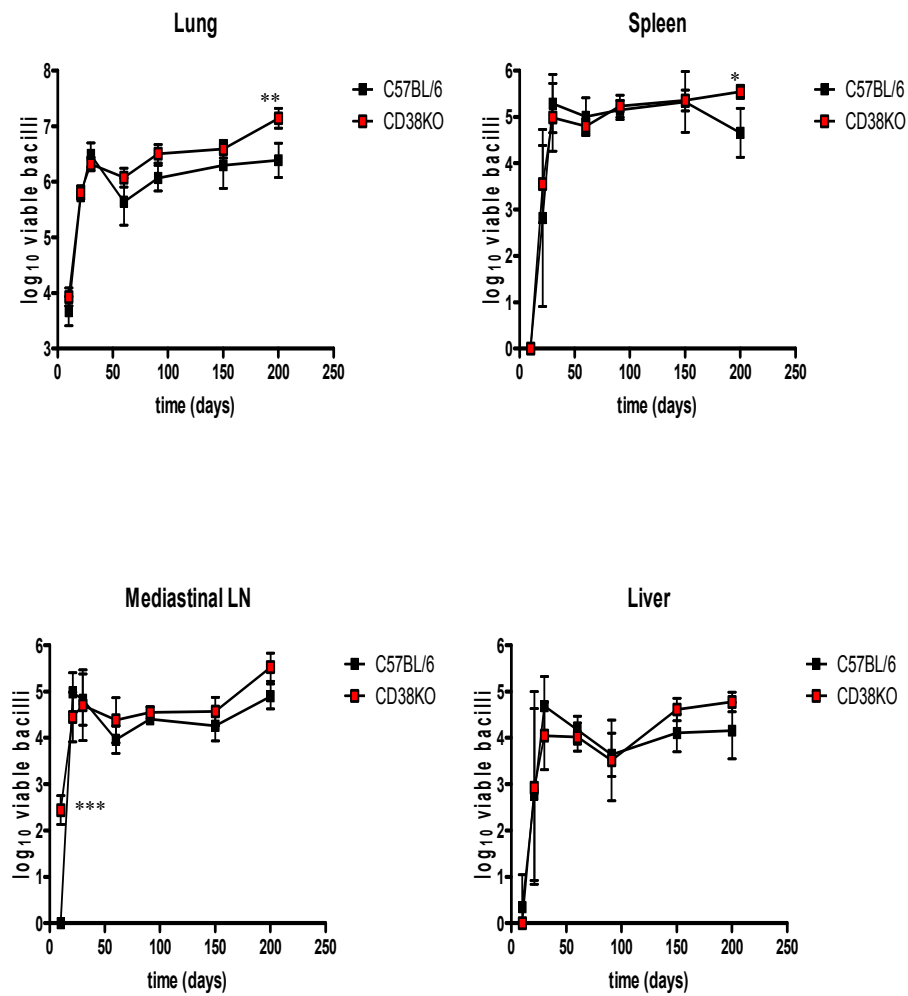 Lung
8
7
6
5
4
3
log₁₀ viable bacilli
**
C57BL/6
CD38KO
0 50 100 150 200 250
time (days)
Spleen
6
5
4
3
2
1
0
log₁₀ viable bacilli
*
C57BL/6
CD38KO
0 50 100 150 200 250
time (days)
Mediastinal LN
6
5
4
3
2
1
0
log₁₀ viable bacilli
***
C57BL/6
CD38KO
0 50 100 150 200 250
time (days)
Liver
6
5
4
3
2
1
0
log₁₀ viable bacilli
C57BL/6
CD38KO
0 50 100 150 200 250
time (days)